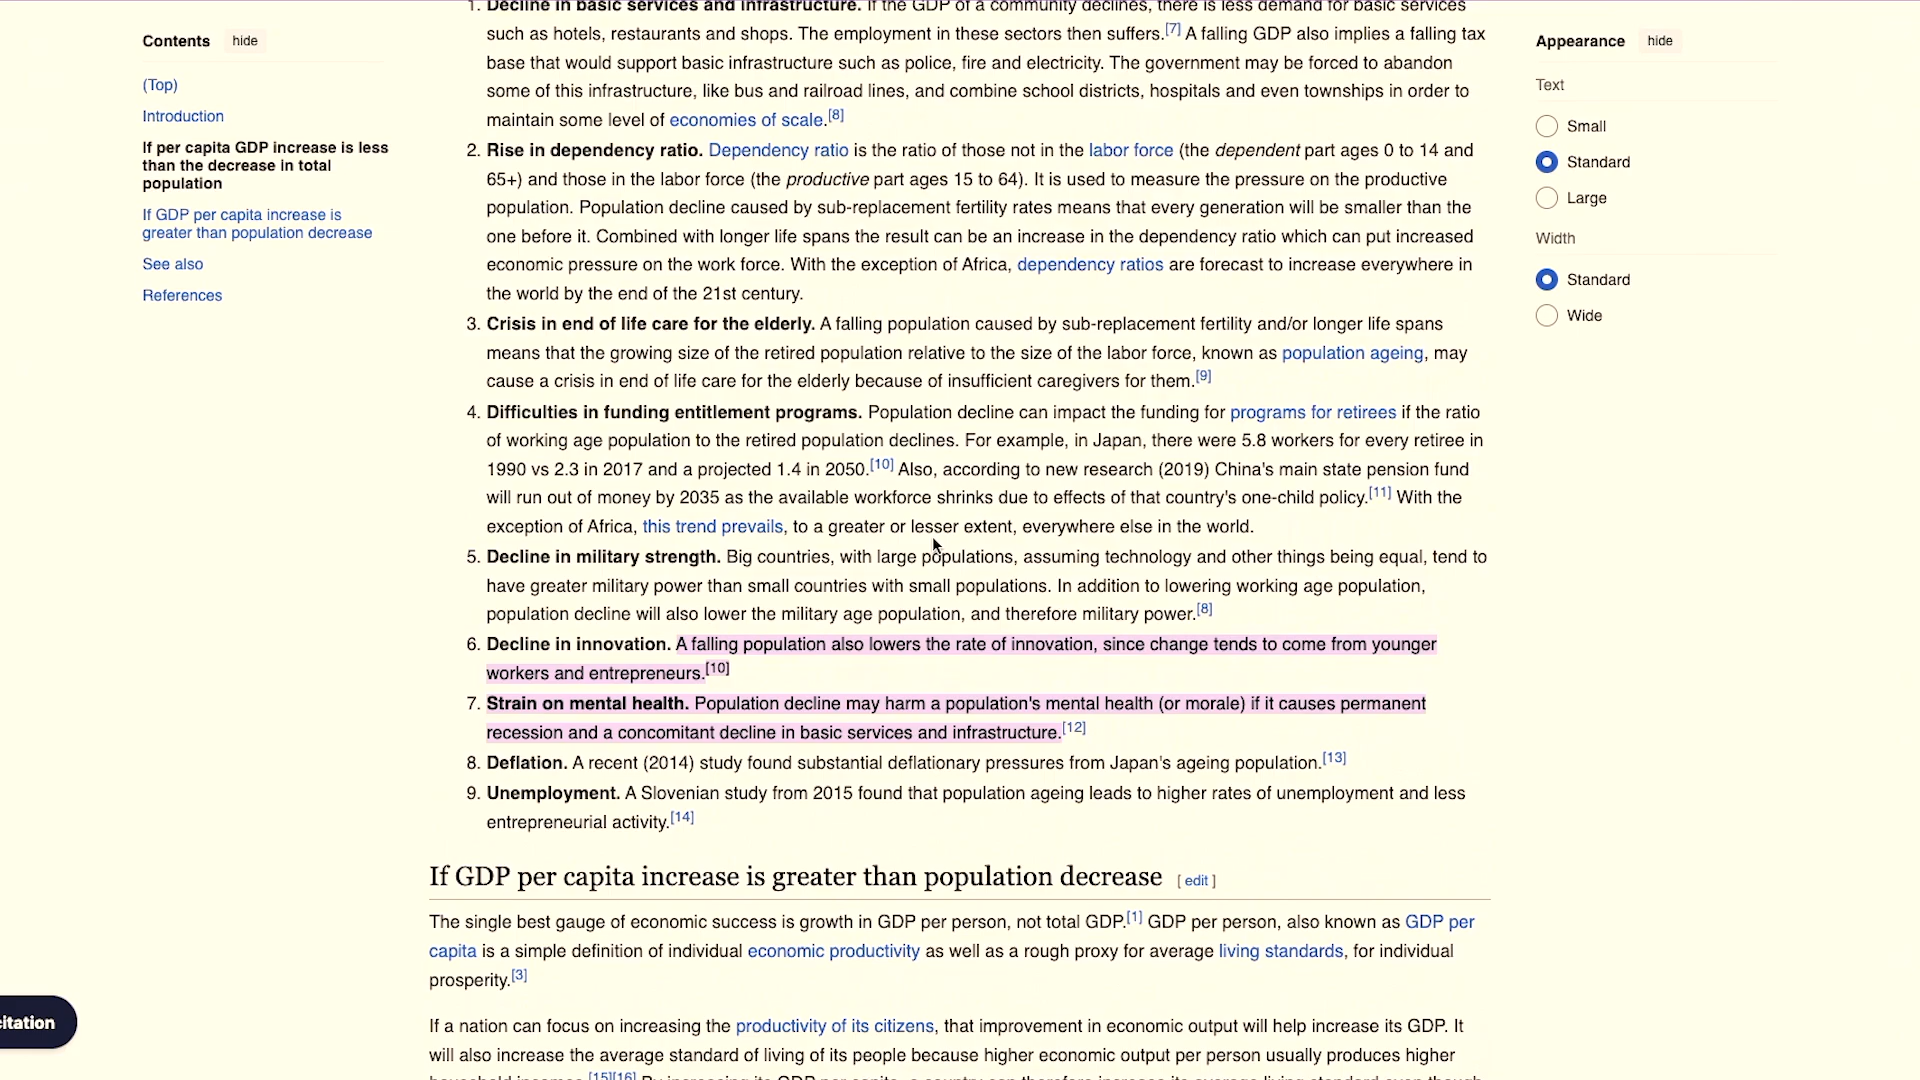 Contents hide
(Top)
Introduction
If per capita GDP increase is less
than the decrease in total
population
If GDP per capita increase is
greater than population decrease
See also
References
1. Decline in basic services and infrastructure. If the GDP of a community declines, there is less demand for basic services
such as hotels, restaurants and shops. The employment in these sectors then suffers.[7] A falling GDP also implies a falling tax
base that would support basic infrastructure such as police, fire and electricity. The government may be forced to abandon
some of this infrastructure, like bus and railroad lines, and combine school districts, hospitals and even townships in order to
maintain some level of economies of scale.[8]
2. Rise in dependency ratio. Dependency ratio is the ratio of those not in the labor force (the dependent part ages 0 to 14 and
65+) and those in the labor force (the productive part ages 15 to 64). It is used to measure the pressure on the productive
population. Population decline caused by sub-replacement fertility rates means that every generation will be smaller than the
one before it. Combined with longer life spans the result can be an increase in the dependency ratio which can put increased
economic pressure on the work force. With the exception of Africa, dependency ratios are forecast to increase everywhere in
the world by the end of the 21st century.
3. Crisis in end of life care for the elderly. A falling population caused by sub-replacement fertility and/or longer life spans
means that the growing size of the retired population relative to the size of the labor force, known as population ageing, may
cause a crisis in end of life care for the elderly because of insufficient caregivers for them.[9]
4. Difficulties in funding entitlement programs. Population decline can impact the funding for programs for retirees if the ratio
of working age population to the retired population declines. For example, in Japan, there were 5.8 workers for every retiree in
1990 vs 2.3 in 2017 and a projected 1.4 in 2050.[10] Also, according to new research (2019) China's main state pension fund
will run out of money by 2035 as the available workforce shrinks due to effects of that country's one-child policy.[11] With the
exception of Africa, this trend prevails, to a greater or lesser extent, everywhere else in the world.
5. Decline in military strength. Big countries, with large populations, assuming technology and other things being equal, tend to
have greater military power than small countries with small populations. In addition to lowering working age population,
population decline will also lower the military age population, and therefore military power.[8]
6. Decline in innovation. A falling population also lowers the rate of innovation, since change tends to come from younger
workers and entrepreneurs.[10]
7. Strain on mental health. Population decline may harm a population's mental health (or morale) if it causes permanent
recession and a concomitant decline in basic services and infrastructure.[12]
8. Deflation. A recent (2014) study found substantial deflationary pressures from Japan's ageing population.[13]
9. Unemployment. A Slovenian study from 2015 found that population ageing leads to higher rates of unemployment and less
entrepreneurial activity.[14]
If GDP per capita increase is greater than population decrease [ edit ]
The single best gauge of economic success is growth in GDP per person, not total GDP.[1] GDP per person, also known as GDP per
capita is a simple definition of individual economic productivity as well as a rough proxy for average living standards, for individual
prosperity.[3]
If a nation can focus on increasing the productivity of its citizens, that improvement in economic output will help increase its GDP. It
will also increase the average standard of living of its people because higher economic output per person usually produces higher
[15][16]
Appearance hide
Text
Small
Standard
Large
Width
Standard
Wide
citation